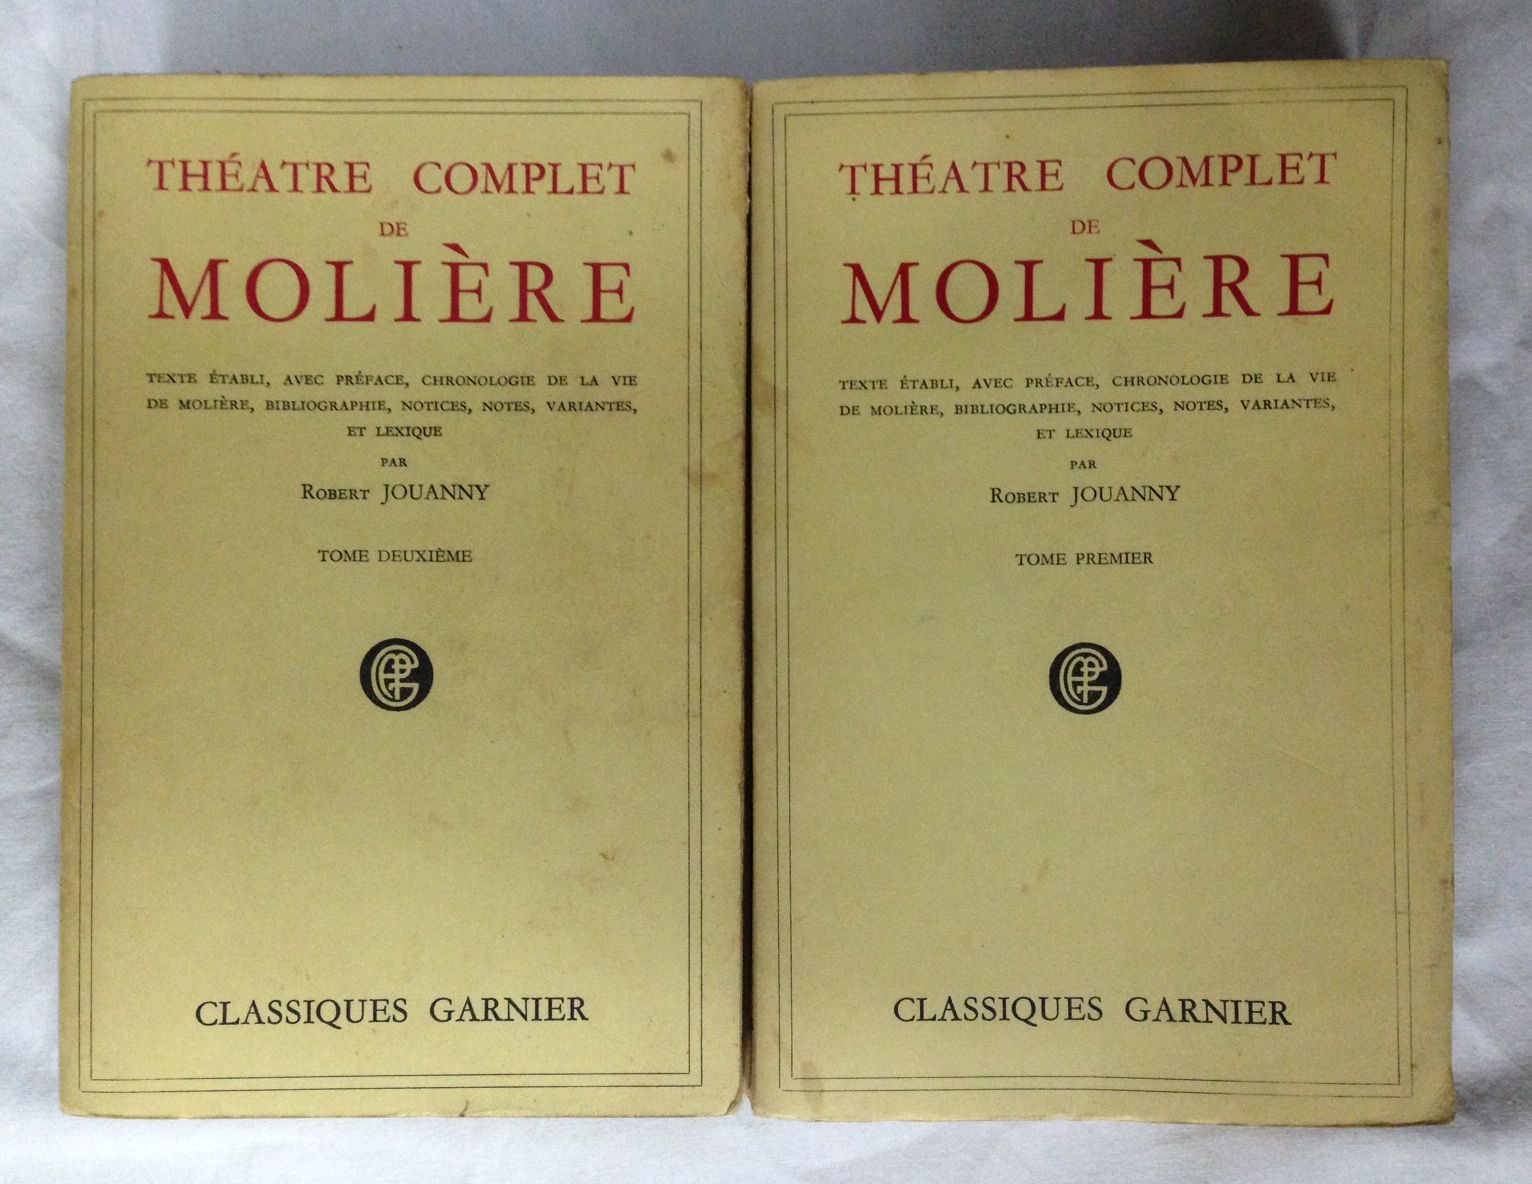 THÉATRE COMPLET
DE
MOLIÈRE
TEXTE ÉTABLI, AVEC PRÉFACE, CHRONOLOGIE DE LA VIE
DE MOLIÈRE, BIBLIOGRAPHIE, NOTICES, NOTES, VARIANTES,
ET LEXIQUE
PAR
ROBERT JOUANNY
TOME DEUXIÈME
CLASSIQUES GARNIER
THÉATRE COMPLET
DE
MOLIÈRE
TEXTE ÉTABLI, AVEC PRÉFACE, CHRONOLOGIE DE LA VIE
DE MOLIÈRE, BIBLIOGRAPHIE, NOTICES, NOTES, VARIANTES,
ET LEXIQUE
PAR
ROBERT JOUANNY
TOME PREMIER
CLASSIQUES GARNIER